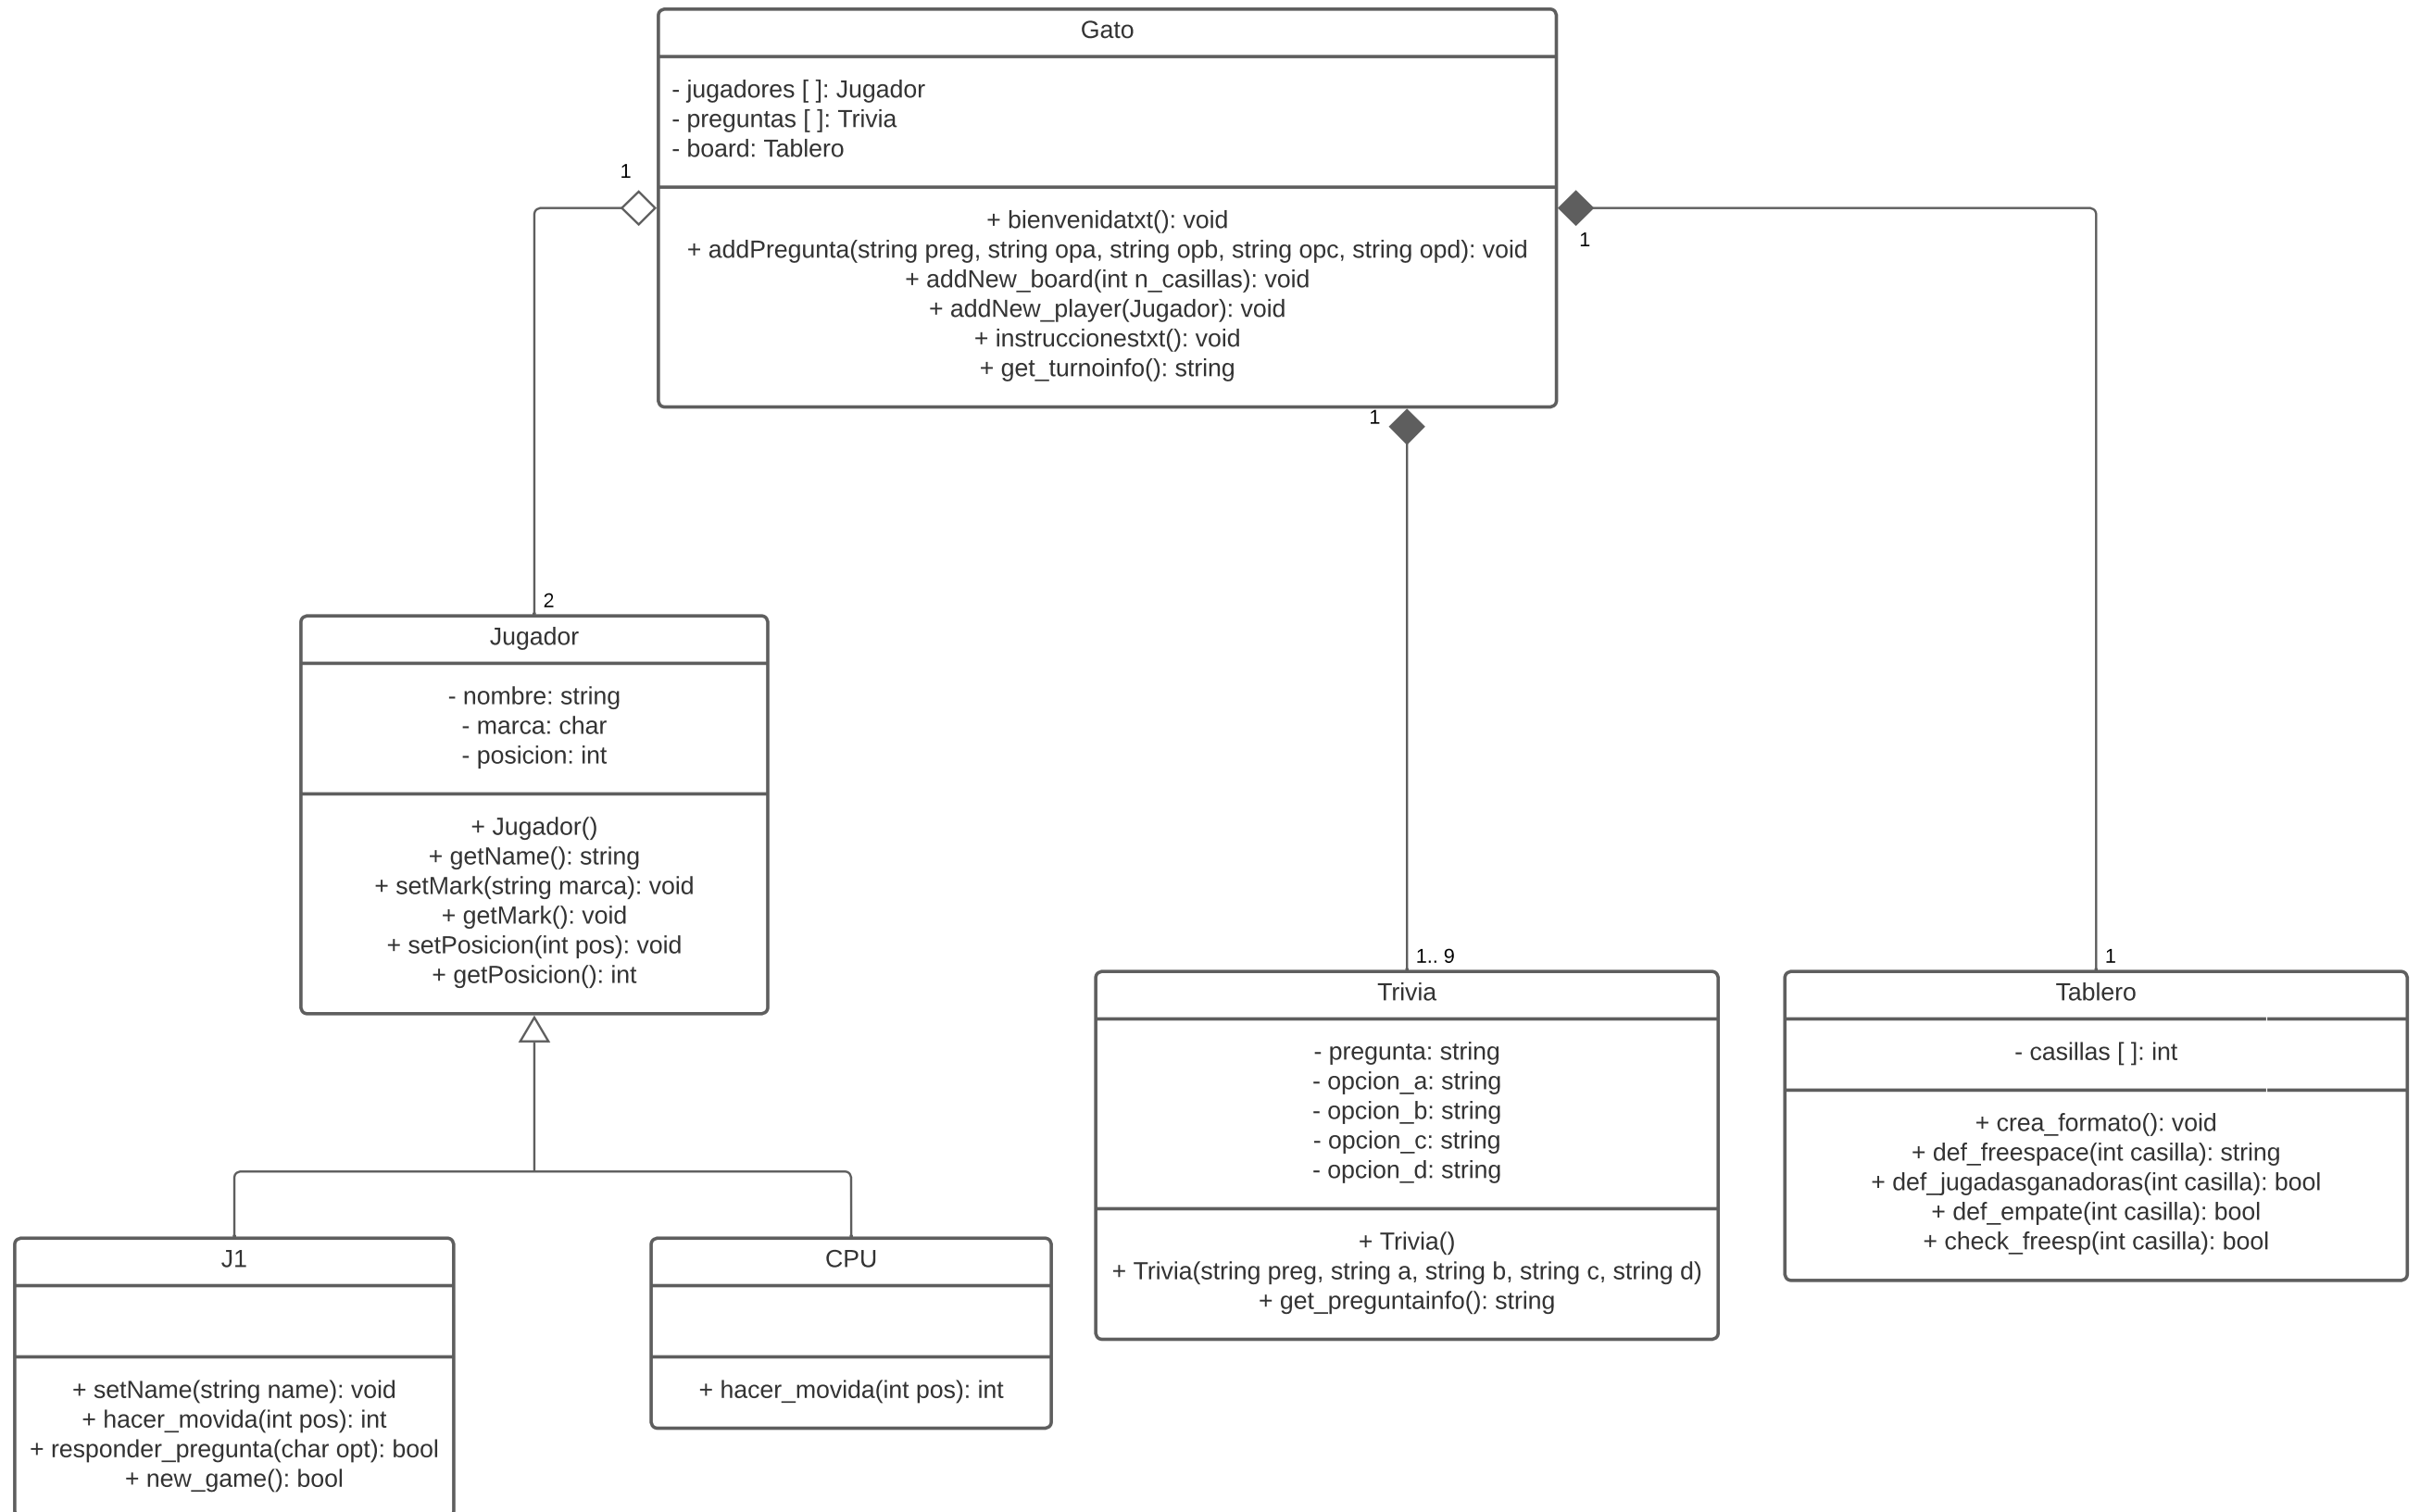 Gato
- jugadores [ ]: Jugador
- preguntas [ ]: Trivia
- board: Tablero
+ bienvenidatxt(): void
+ addPregunta(string preg, string opa, string opb, string opc, string opd): void
+ addNew_board(int n_casillas): void
+ addNew_player(Jugador): void
+ instruccionestxt(): void
+ get_turnoinfo(): string
1
1
1
2
Jugador
- nombre: string
- marca: char
- posicion: int
+ Jugador()
+ getName(): string
+ setMark(string marca): void
+ getMark(): void
+ setPosicion(int pos): void
+ getPosicion(): int
1.. 9
Trivia
- pregunta: string
- opcion_a: string
- opcion_b: string
- opcion_c: string
- opcion_d: string
+ Trivia()
+ Trivia(string preg, string a, string b, string c, string d)
+ get_preguntainfo(): string
1
Tablero
- casillas [ ]: int
+ crea_formato(): void
+ def_freespace(int casilla): string
+ def_jugadasganadoras(int casilla): bool
+ def_empate(int casilla): bool
+ check_freesp(int casilla): bool
J1
+ setName(string name): void
+ hacer_movida(int pos): int
+ responder_pregunta(char opt): bool
+ new_game(): bool
CPU
+ hacer_movida(int pos): int